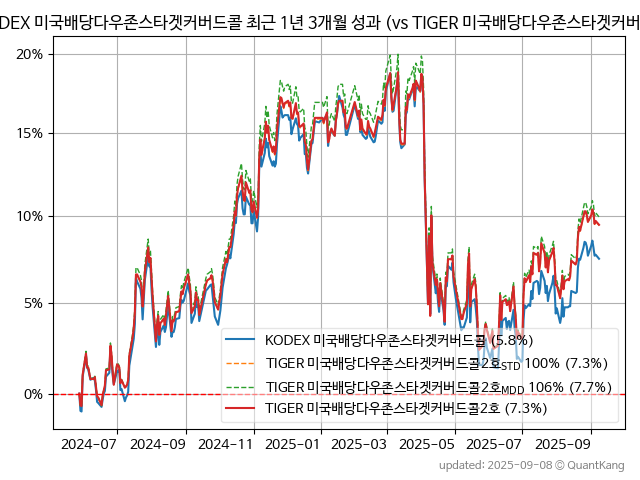 DEX 미국배당다우존스타겟커버드콜 최근 1년 3개월 성과 (vs TIGER 미국배당다우존스타겟커버
20%
15%
10%
5%
0%
KODEX 미국배당다우존스타겟커버드콜 (5.8%)
TIGER 미국배당다우존스타겟커버드콜2호STD 100% (7.3%)
TIGER 미국배당다우존스타겟커버드콜2호MDD 106% (7.7%)
TIGER 미국배당다우존스타겟커버드콜2호 (7.3%)
2024-07 2024-09 2024-11 2025-01 2025-03 2025-05 2025-07 2025-09
updated: 2025-09-08 © QuantKang